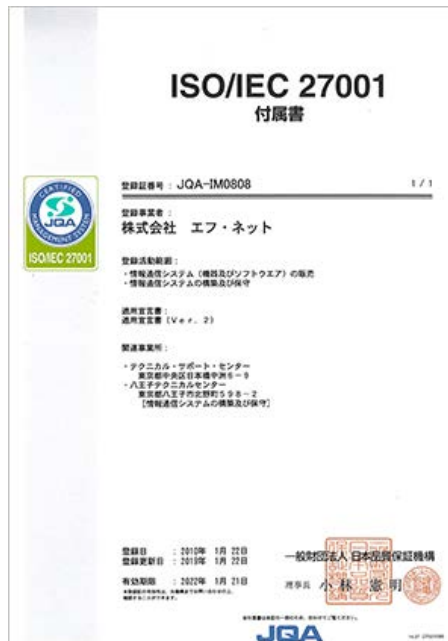 ISO/IEC 27001
付属書
登録証番号 : JQA-IM0808
1 / 1
CERTIFIED
MANAGEMENT SYSTEM
JQA
ISO/IEC 27001
登録事業者 :
株式会社 エフ・ネット
登録活動範囲 :
・情報通信システム (機器及びソフトウエア) の販売
・情報通信システムの構築及び保守
適用宣言書 :
適用宣言書 (Ver. 2)
関連事業所 :
・テクニカル・サポート・センター
東京都中央区日本橋中洲6-9
・八王子テクニカルセンター
東京都八王子市北野町598-2
[情報通信システムの構築及び保守]
登録日 : 2010年 1月 22日
登録更新日 : 2019年 1月 22日
有効期限 : 2022年 1月 21日
一般財団法人 日本品質保証機構
理事長 小林 憲明
JQA